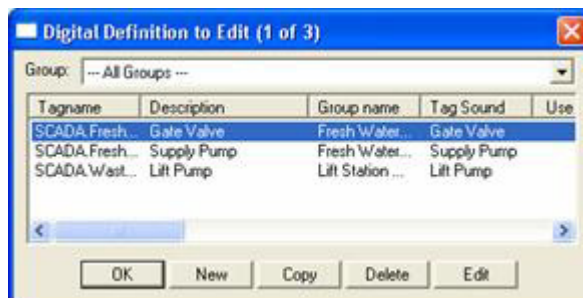 Digital Definition to Edit (1 of 3)
Group: --- All Groups ---
Tagname Description Group name Tag Sound Use
SCADA.Fresh... Gate Valve Fresh Water... Gate Valve
SCADA.Fresh... Supply Pump Fresh Water... Supply Pump
SCADA.Wast... Lift Pump Lift Station ... Lift Pump
OK New Copy Delete Edit